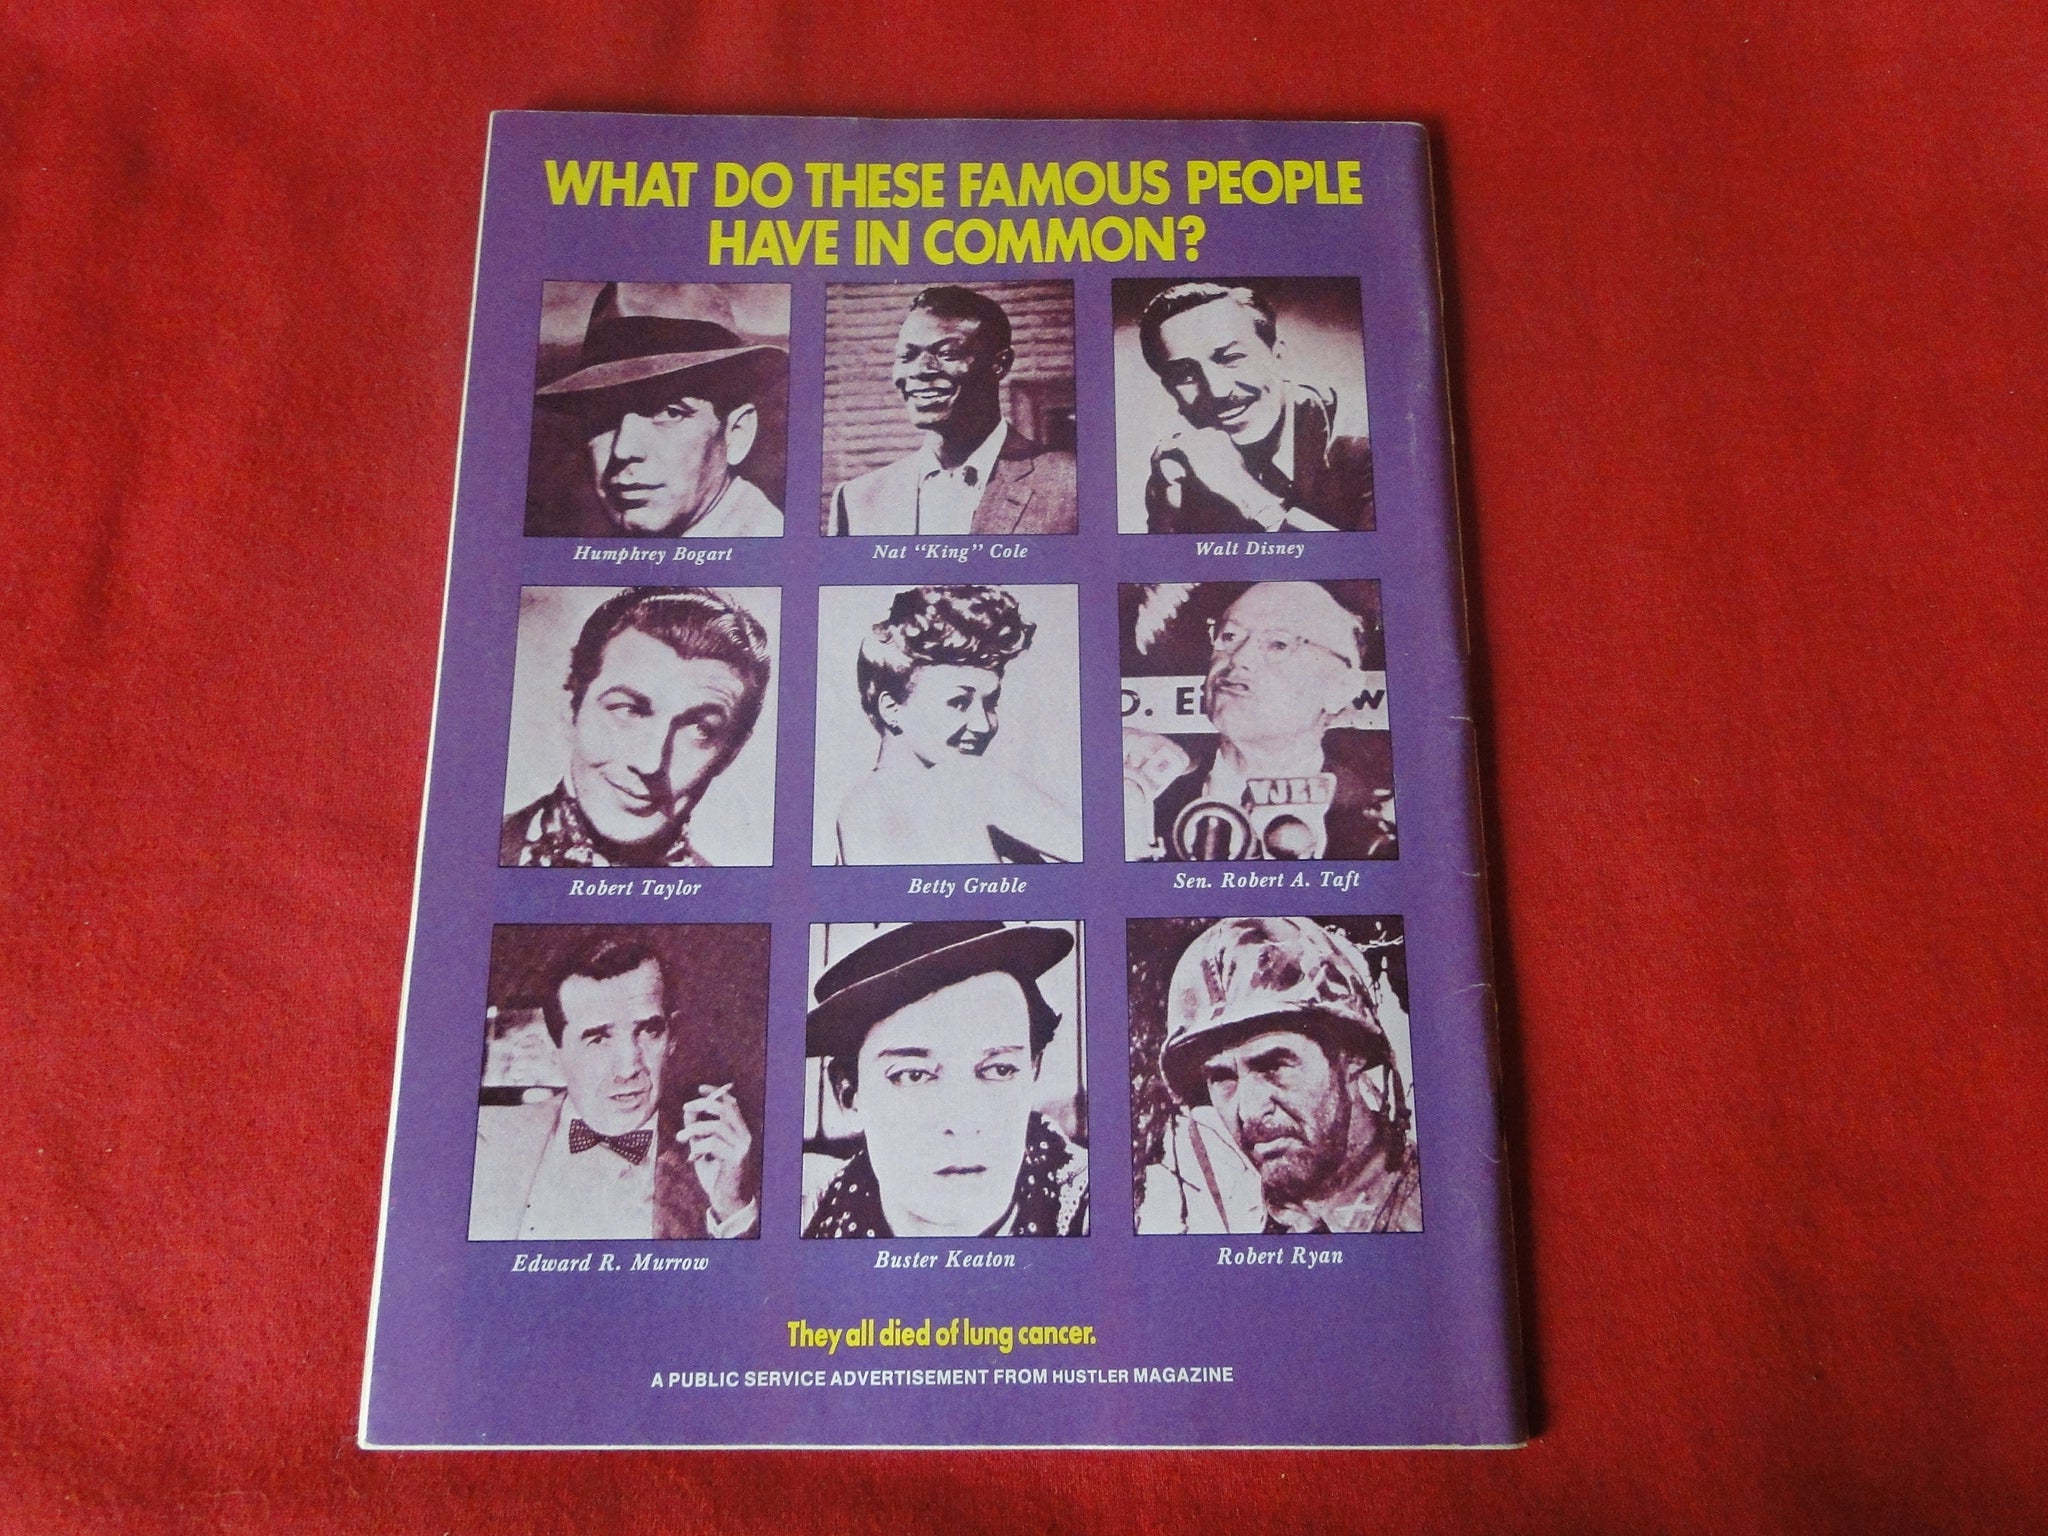 WHAT DO THESE FAMOUS PEOPLE
HAVE IN COMMON?
Humphrey Bogart
Nat “King” Cole
Walt Disney
O. EI W
WJEL
Robert Taylor
Betty Grable
Sen. Robert A. Taft
Edward R. Murrow
Buster Keaton
Robert Ryan
They all died of lung cancer.
A PUBLIC SERVICE ADVERTISEMENT FROM HUSTLER MAGAZINE